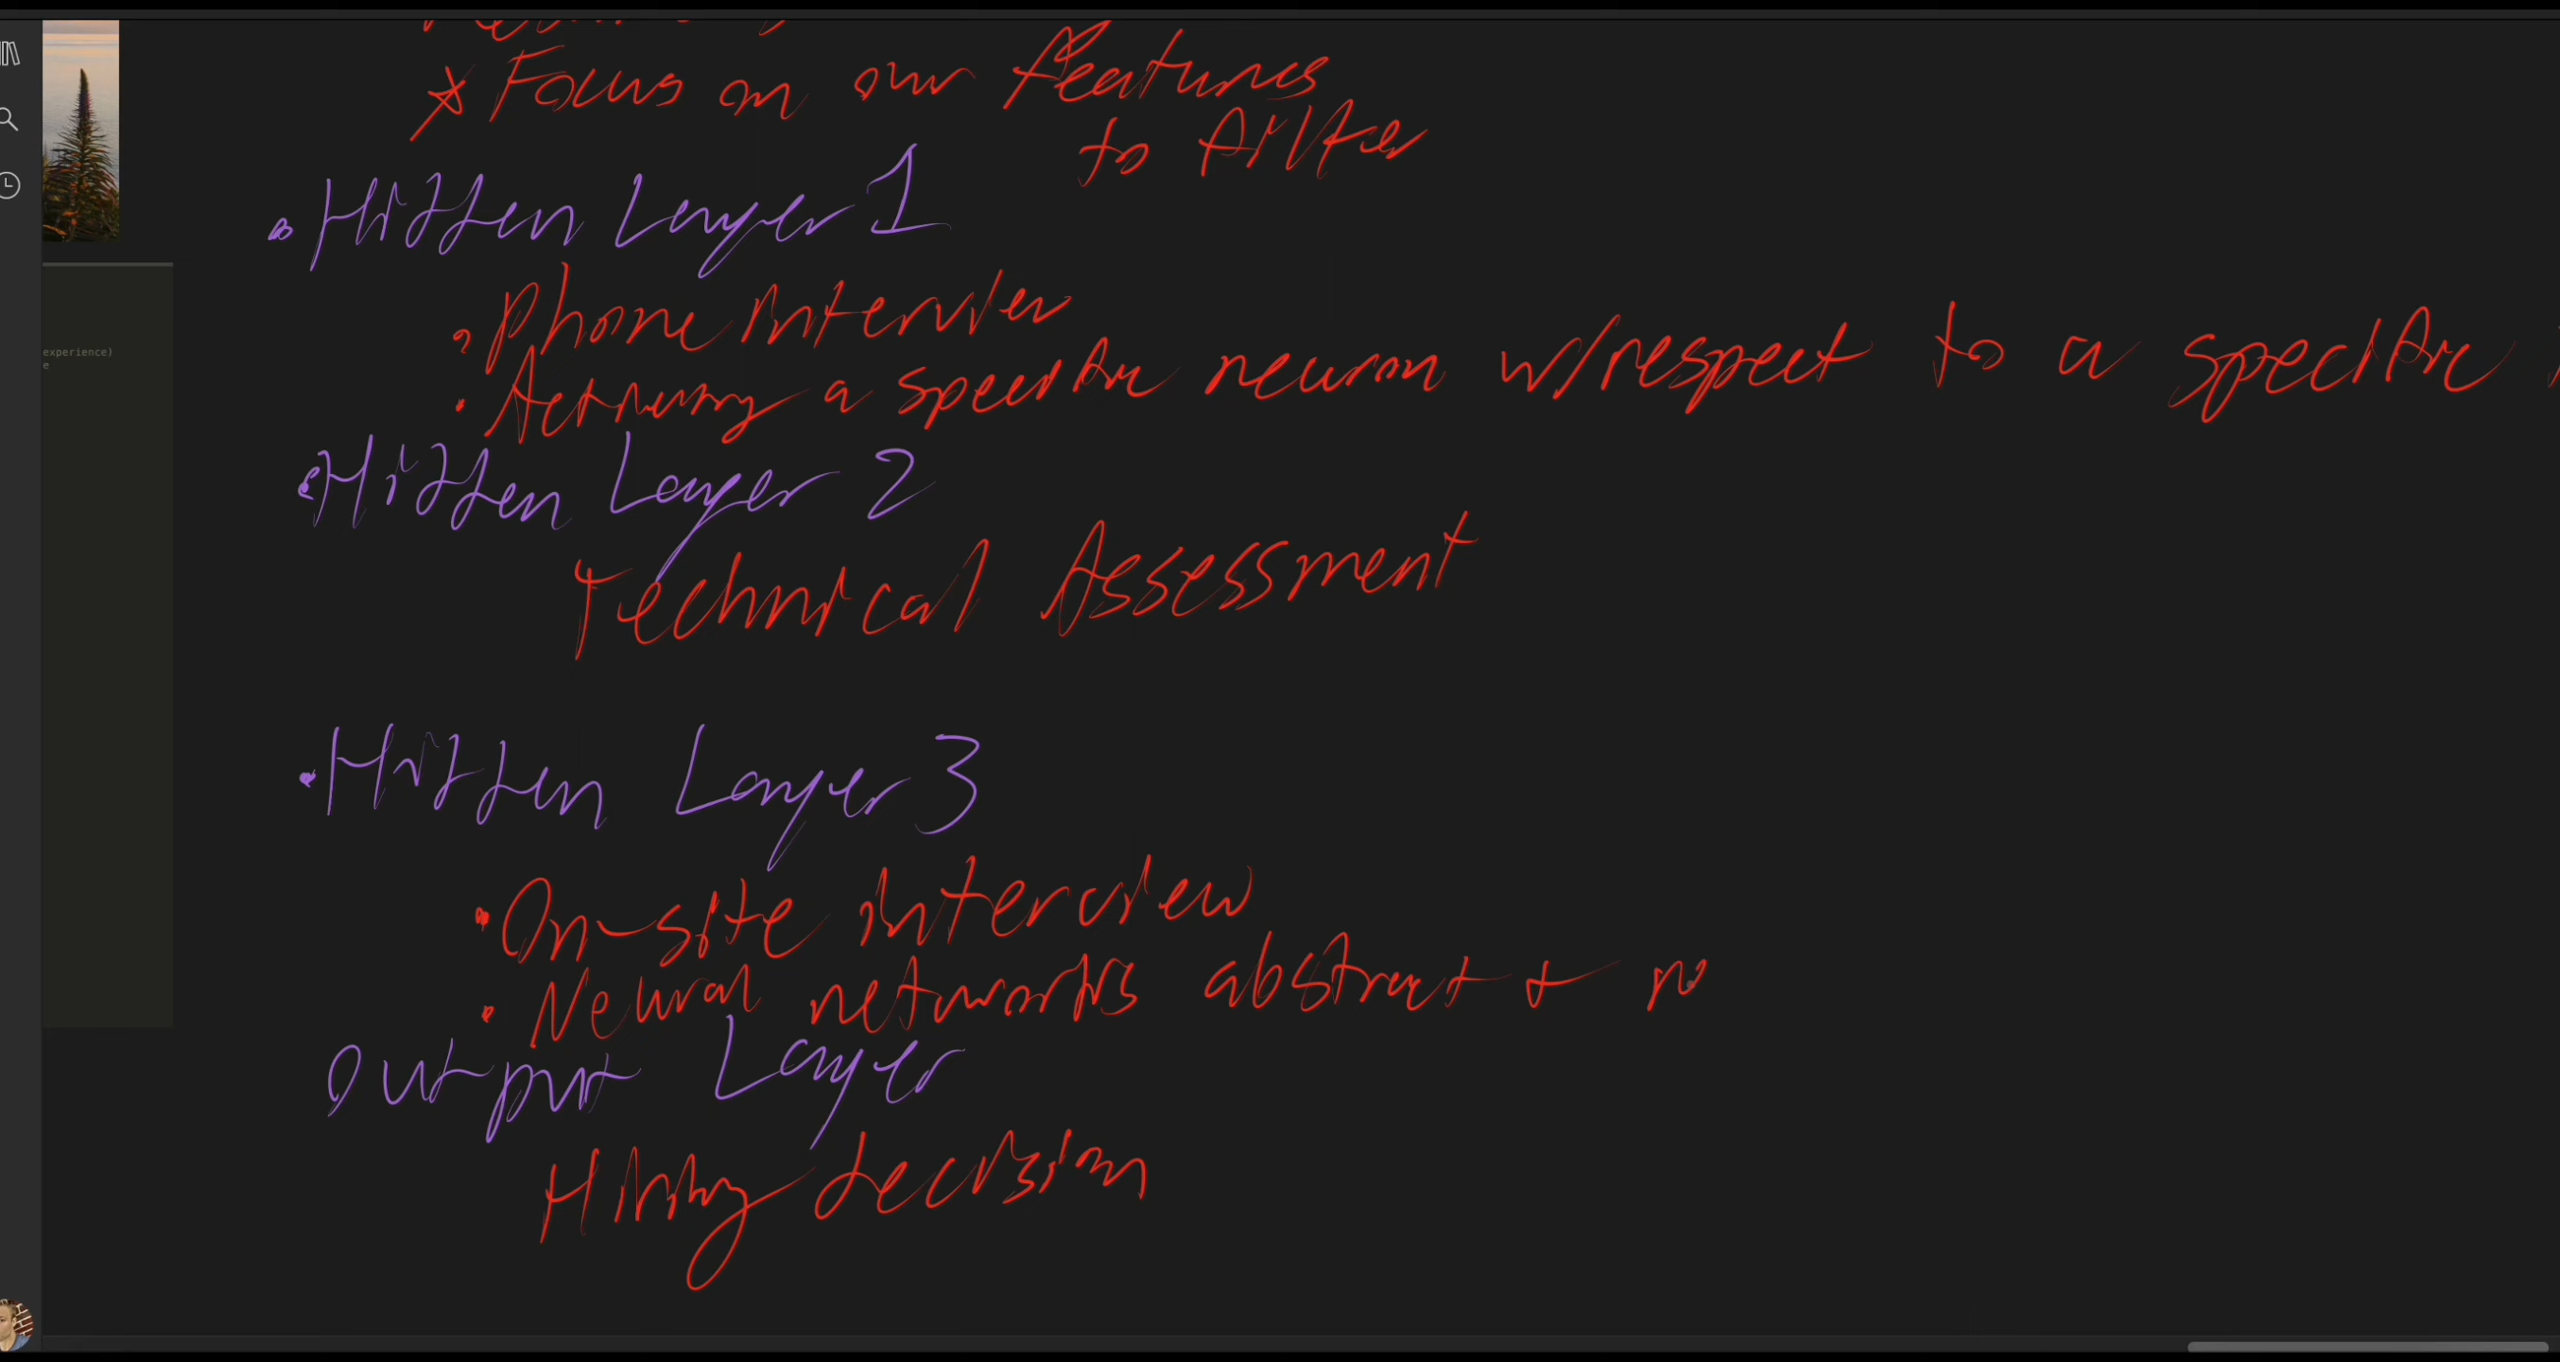 * Focus on our features
to filter
• Hidden Layer 1
• Phone Interview
experience)
e
• Activating a specific neuron w/respect to a specific
• Hidden Layer 2
Technical Assessment
• Hidden Layer 3
• On-site interview
• Neural networks abstract +
Output Layer
Hiring decision